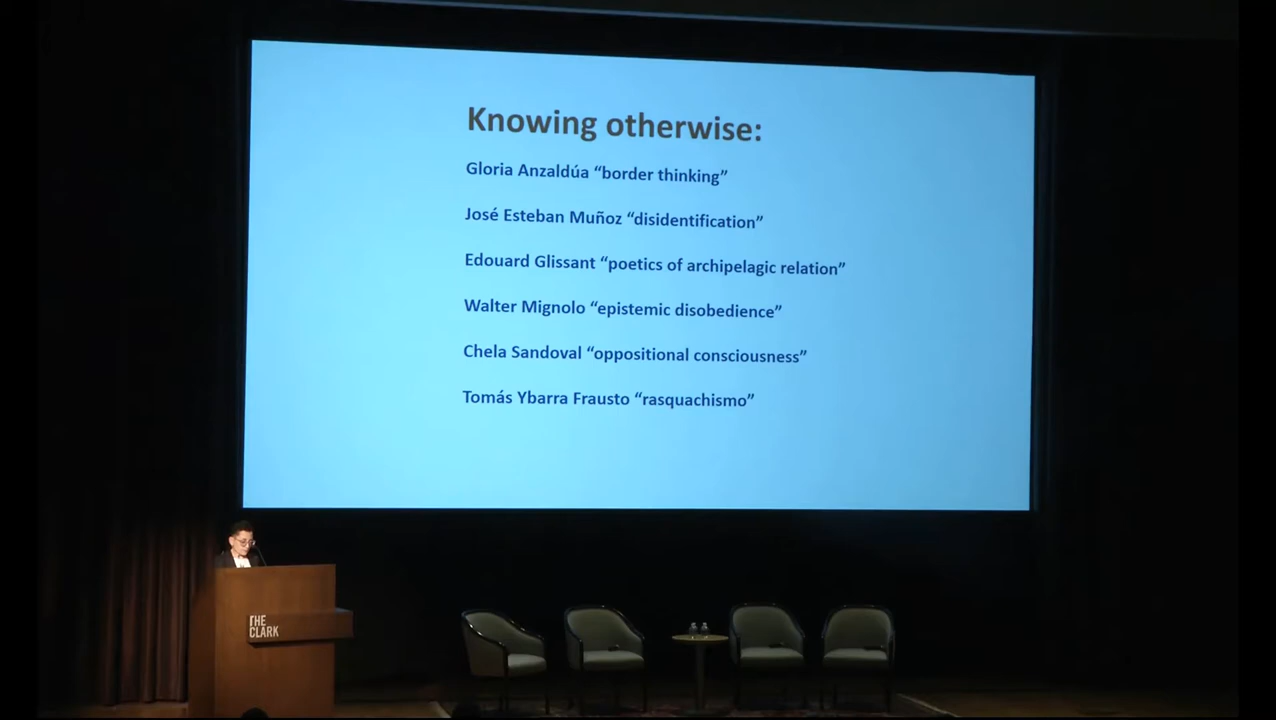 Knowing otherwise:
Gloria Anzaldúa “border thinking”
José Esteban Muñoz “disidentification”
Edouard Glissant “poetics of archipelagic relation”
Walter Mignolo “epistemic disobedience”
Chela Sandoval “oppositional consciousness”
Tomás Ybarra Frausto “rasquachismo”
THE
CLARK